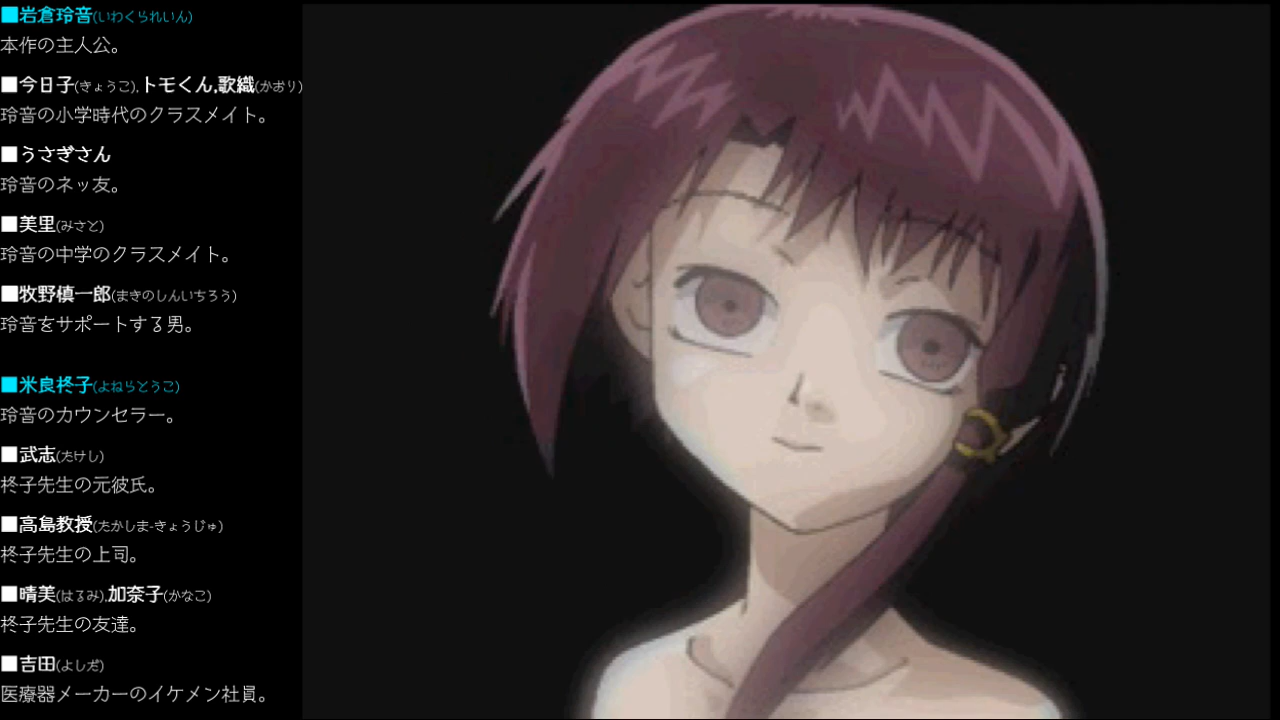 ■岩倉玲音(いわくられいん)
本作の主人公。
■今日子(きょうこ),トモくん,歌織(かおり)
玲音の小学時代のクラスメイト。
■うさぎさん
玲音のネッ友。
■美里(みさと)
玲音の中学のクラスメイト。
■牧野槙一郎(まきのしんいちろう)
玲音をサポートする男。
■米良柊子(よねらとうこ)
玲音のカウンセラー。
■武志(たけし)
柊子先生の元彼氏。
■高島教授(たかしま-きょうじゅ)
柊子先生の上司。
■晴美(はるみ),加奈子(かなこ)
柊子先生の友達。
■吉田(よしだ)
医療器メーカーのイケメン社員。